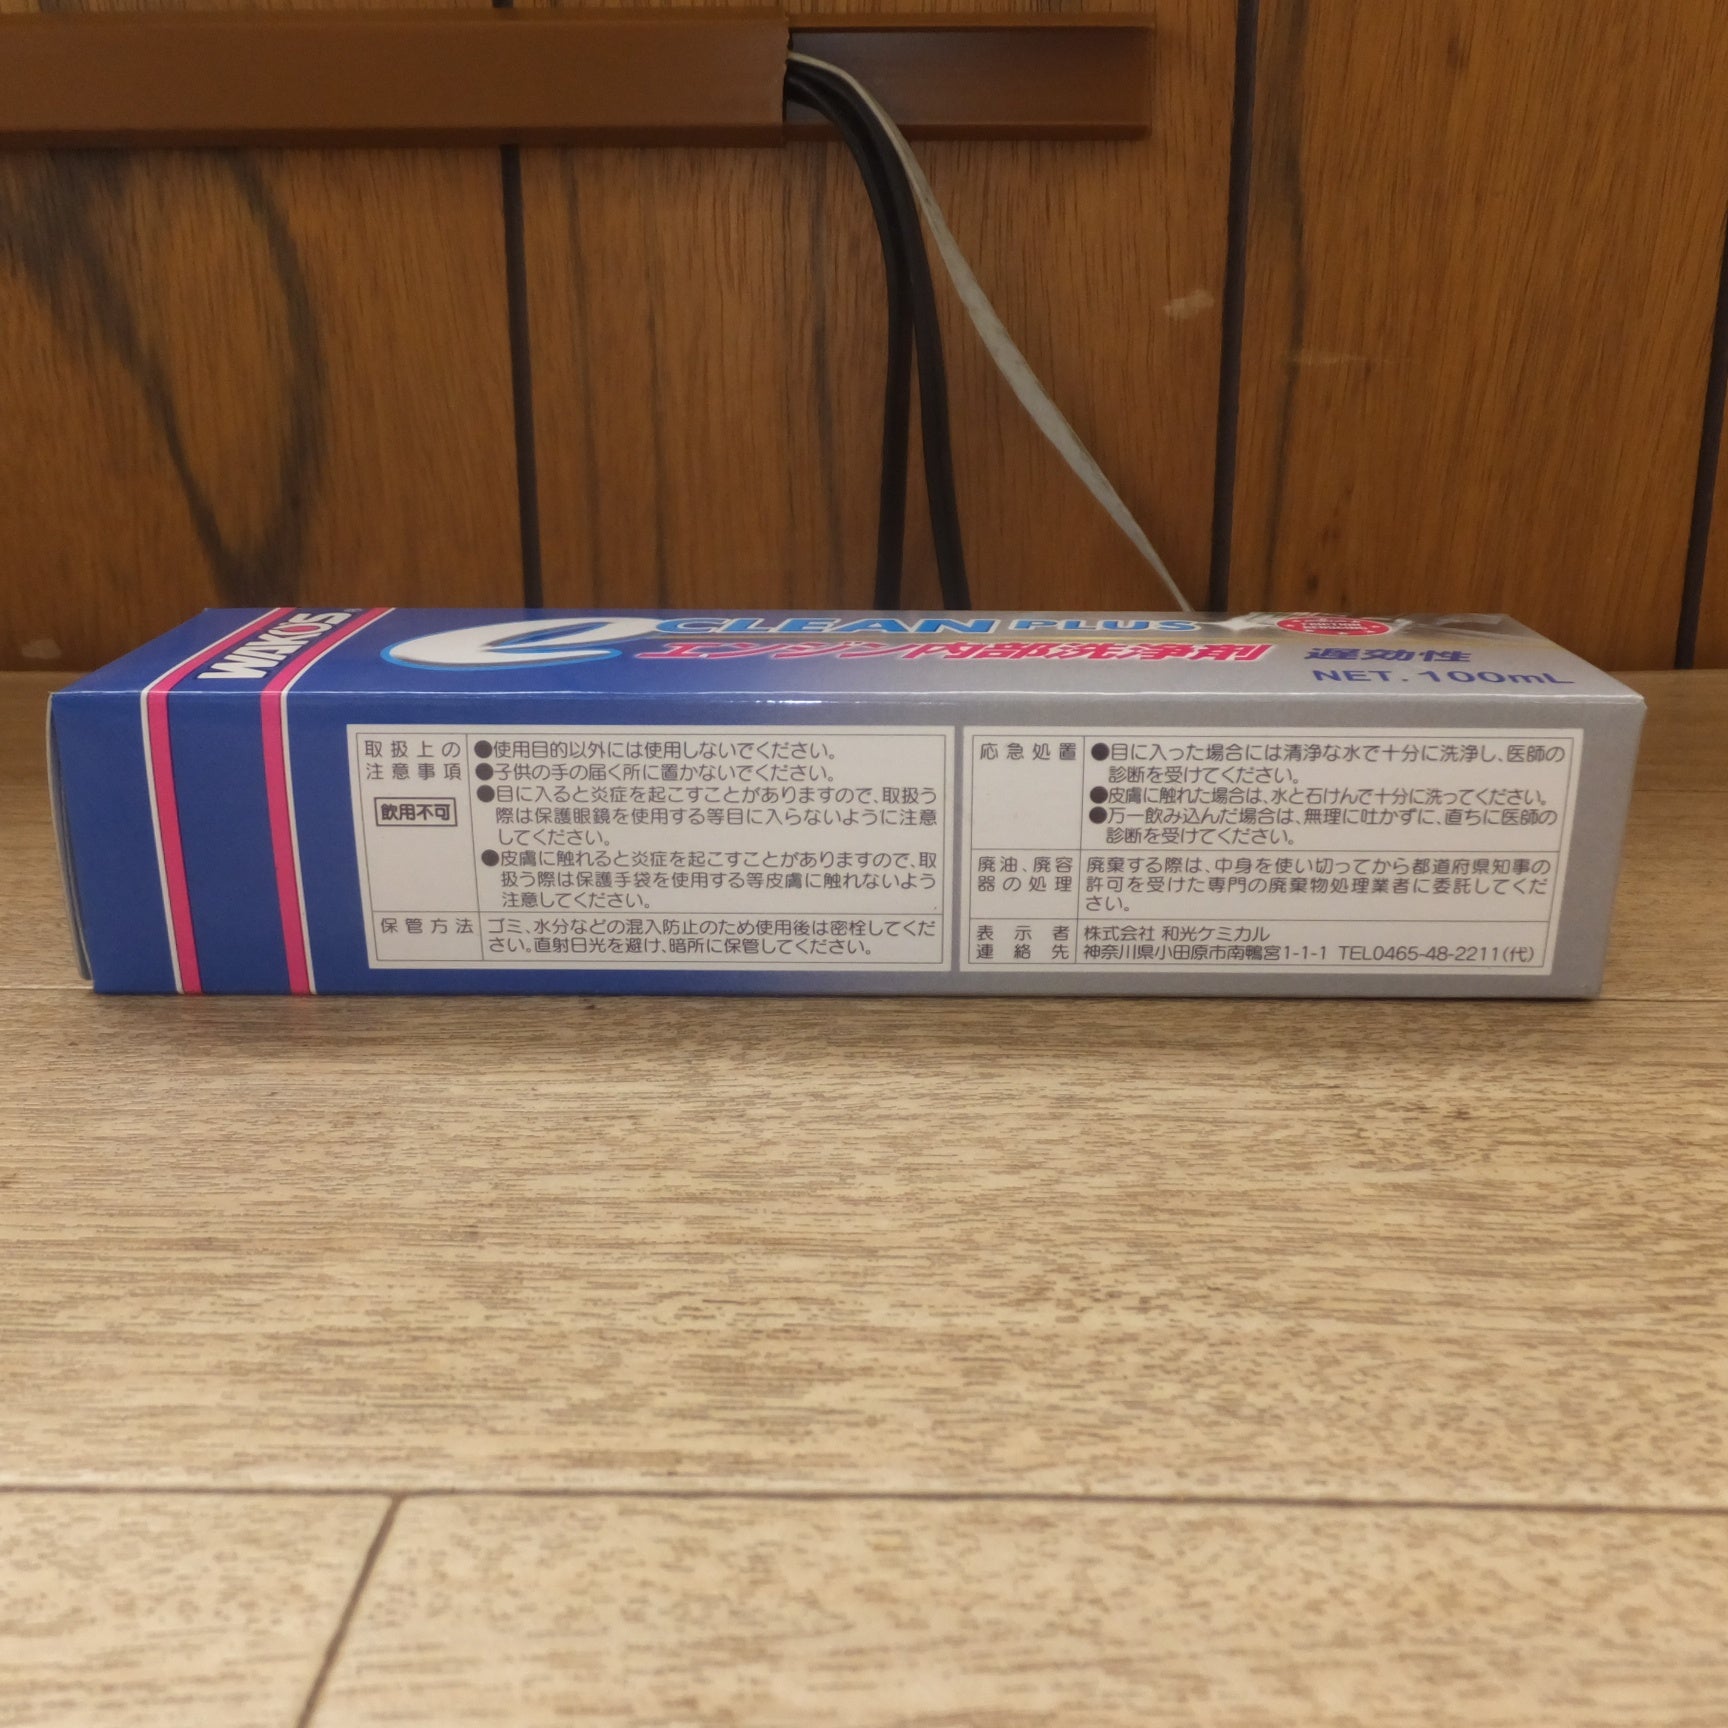 WAKO'S
e CLEAN PLUS
エンジン内部洗浄剤
遅効性
NET. 100mL
取扱上の
注意事項
飲用不可
●使用目的以外には使用しないでください。
●子供の手の届く所に置かないでください。
●目に入ると炎症を起こすことがありますので、取扱う
際は保護眼鏡を使用する等目に入らないように注意
してください。
●皮膚に触れると炎症を起こすことがありますので、取
扱う際は保護手袋を使用する等皮膚に触れないよう
注意してください。
保管方法
ゴミ、水分などの混入防止のため使用後は密栓してくだ
さい。直射日光を避け、暗所に保管してください。
応急処置
●目に入った場合には清浄な水で十分に洗浄し、医師の
診断を受けてください。
●皮膚に触れた場合は、水と石けんで十分に洗ってください。
●万一飲み込んだ場合は、無理に吐かずに、直ちに医師の
診断を受けてください。
廃油、廃容
器の処理
廃棄する際は、中身を使い切ってから都道府県知事の
許可を受けた専門の廃棄物処理業者に委託してくだ
さい。
表示者
連絡先
株式会社 和光ケミカル
神奈川県小田原市南鴨宮1-1-1 TEL0465-48-2211(代)